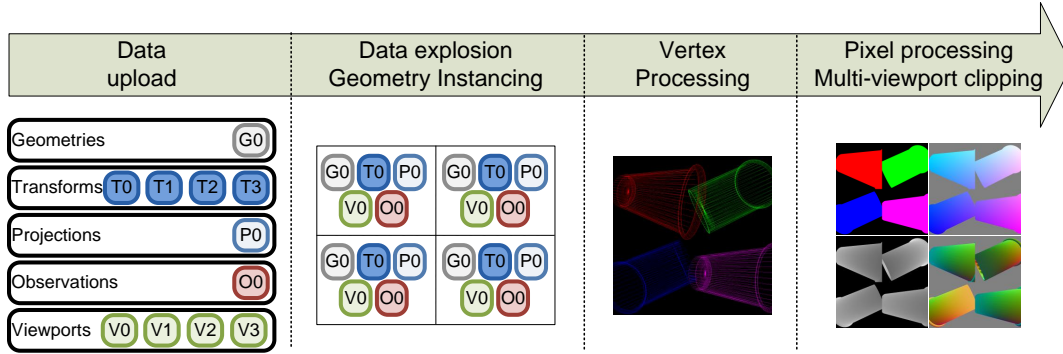 Data
upload
Data explosion
Geometry Instancing
Vertex
Processing
Pixel processing
Multi-viewport clipping
Geometries G0
Transforms T0 T1 T2 T3
Projections P0
Observations O0
Viewports V0 V1 V2 V3
G0 T0 P0 G0 T0 P0
V0 O0 V0 O0
G0 T0 P0 G0 T0 P0
V0 O0 V0 O0